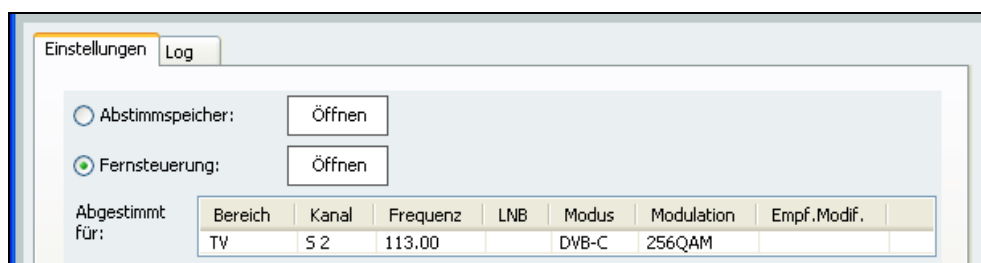 Einstellungen Log
Abstimmspeicher: Öffnen
Fernsteuerung: Öffnen
Abgestimmt
für:
Bereich Kanal Frequenz LNB Modus Modulation Empf.Modif.
TV S 2 113.00 DVB-C 256QAM